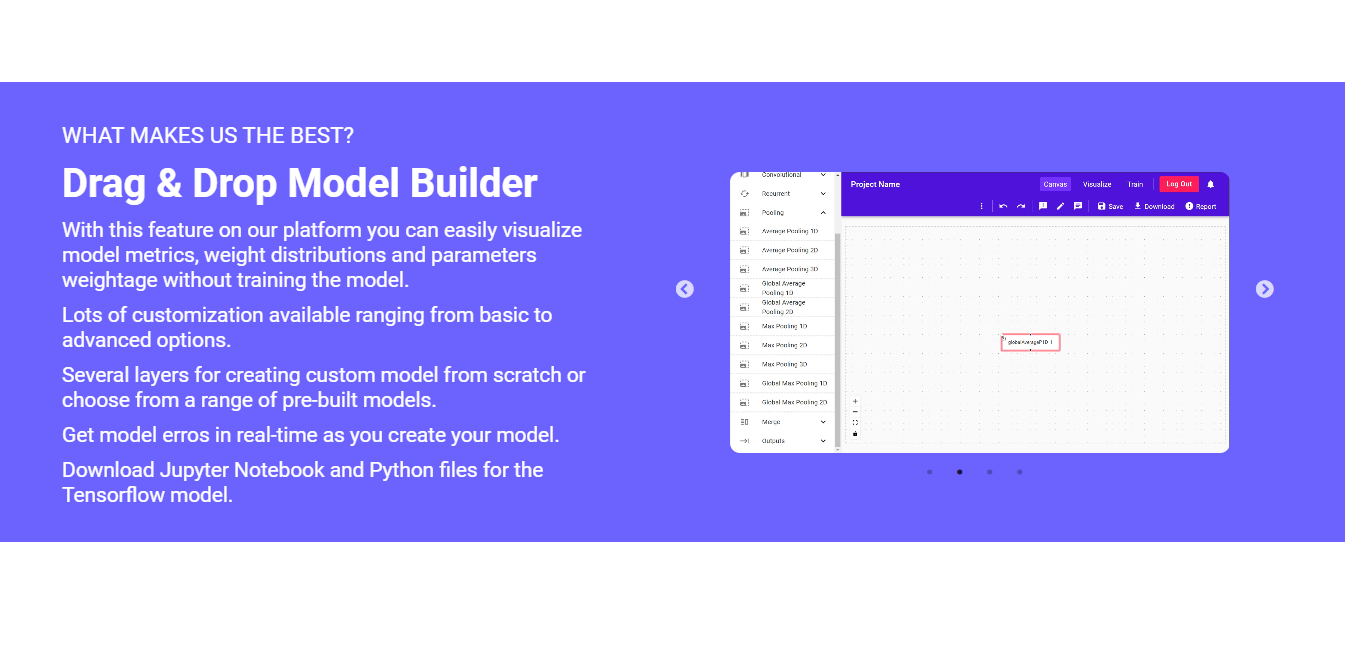 WHAT MAKES US THE BEST?
Drag & Drop Model Builder
With this feature on our platform you can easily visualize
model metrics, weight distributions and parameters
weightage without training the model.
Lots of customization available ranging from basic to
advanced options.
Several layers for creating custom model from scratch or
choose from a range of pre-built models.
Get model erros in real-time as you create your model.
Download Jupyter Notebook and Python files for the
Tensorflow model.
Convolutional
Recurrent
Pooling
Average Pooling 1D
Average Pooling 2D
Average Pooling 3D
Global Average
Pooling 1D
Global Average
Pooling 2D
Max Pooling 1D
Max Pooling 2D
Max Pooling 3D
Global Max Pooling 1D
Global Max Pooling 2D
Merge
Outputs
Project Name
Canvas Visualize Train Log Out
Save Download Report
globalAverageP1D 1